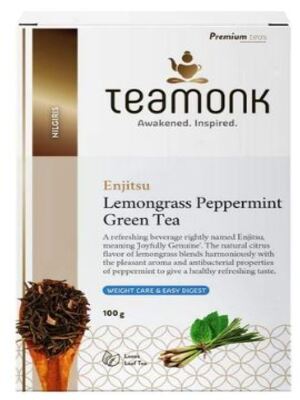 Premium teas
teamonk
Awakened. Inspired.
NILGIRIS
Enjitsu
Lemongrass Peppermint
Green Tea
A refreshing beverage rightly named Enjitsu,
meaning 'Joyfully Genuine'. The natural citrus
flavor of lemongrass blends harmoniously with
the pleasant aroma and antibacterial properties
of peppermint to give a healthy refreshing taste.
WEIGHT CARE & EASY DIGEST
100 g
Loose
Leaf Tea